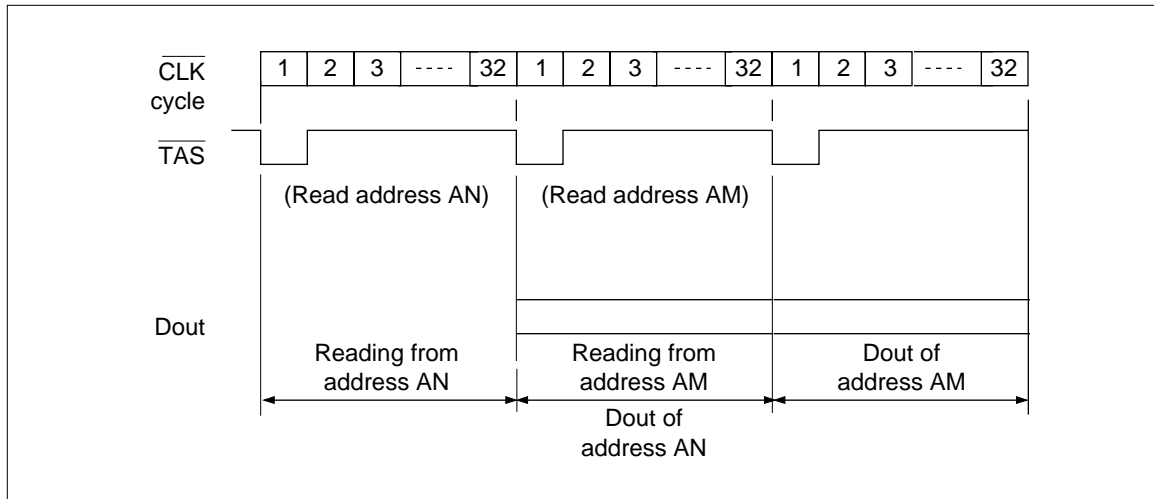 CLK
cycle
1 2 3 ---- 32 1 2 3 ---- 32 1 2 3 ---- 32
TAS
(Read address AN) (Read address AM)
Dout
Reading from
address AN
Reading from
address AM
Dout of
address AM
Dout of
address AN